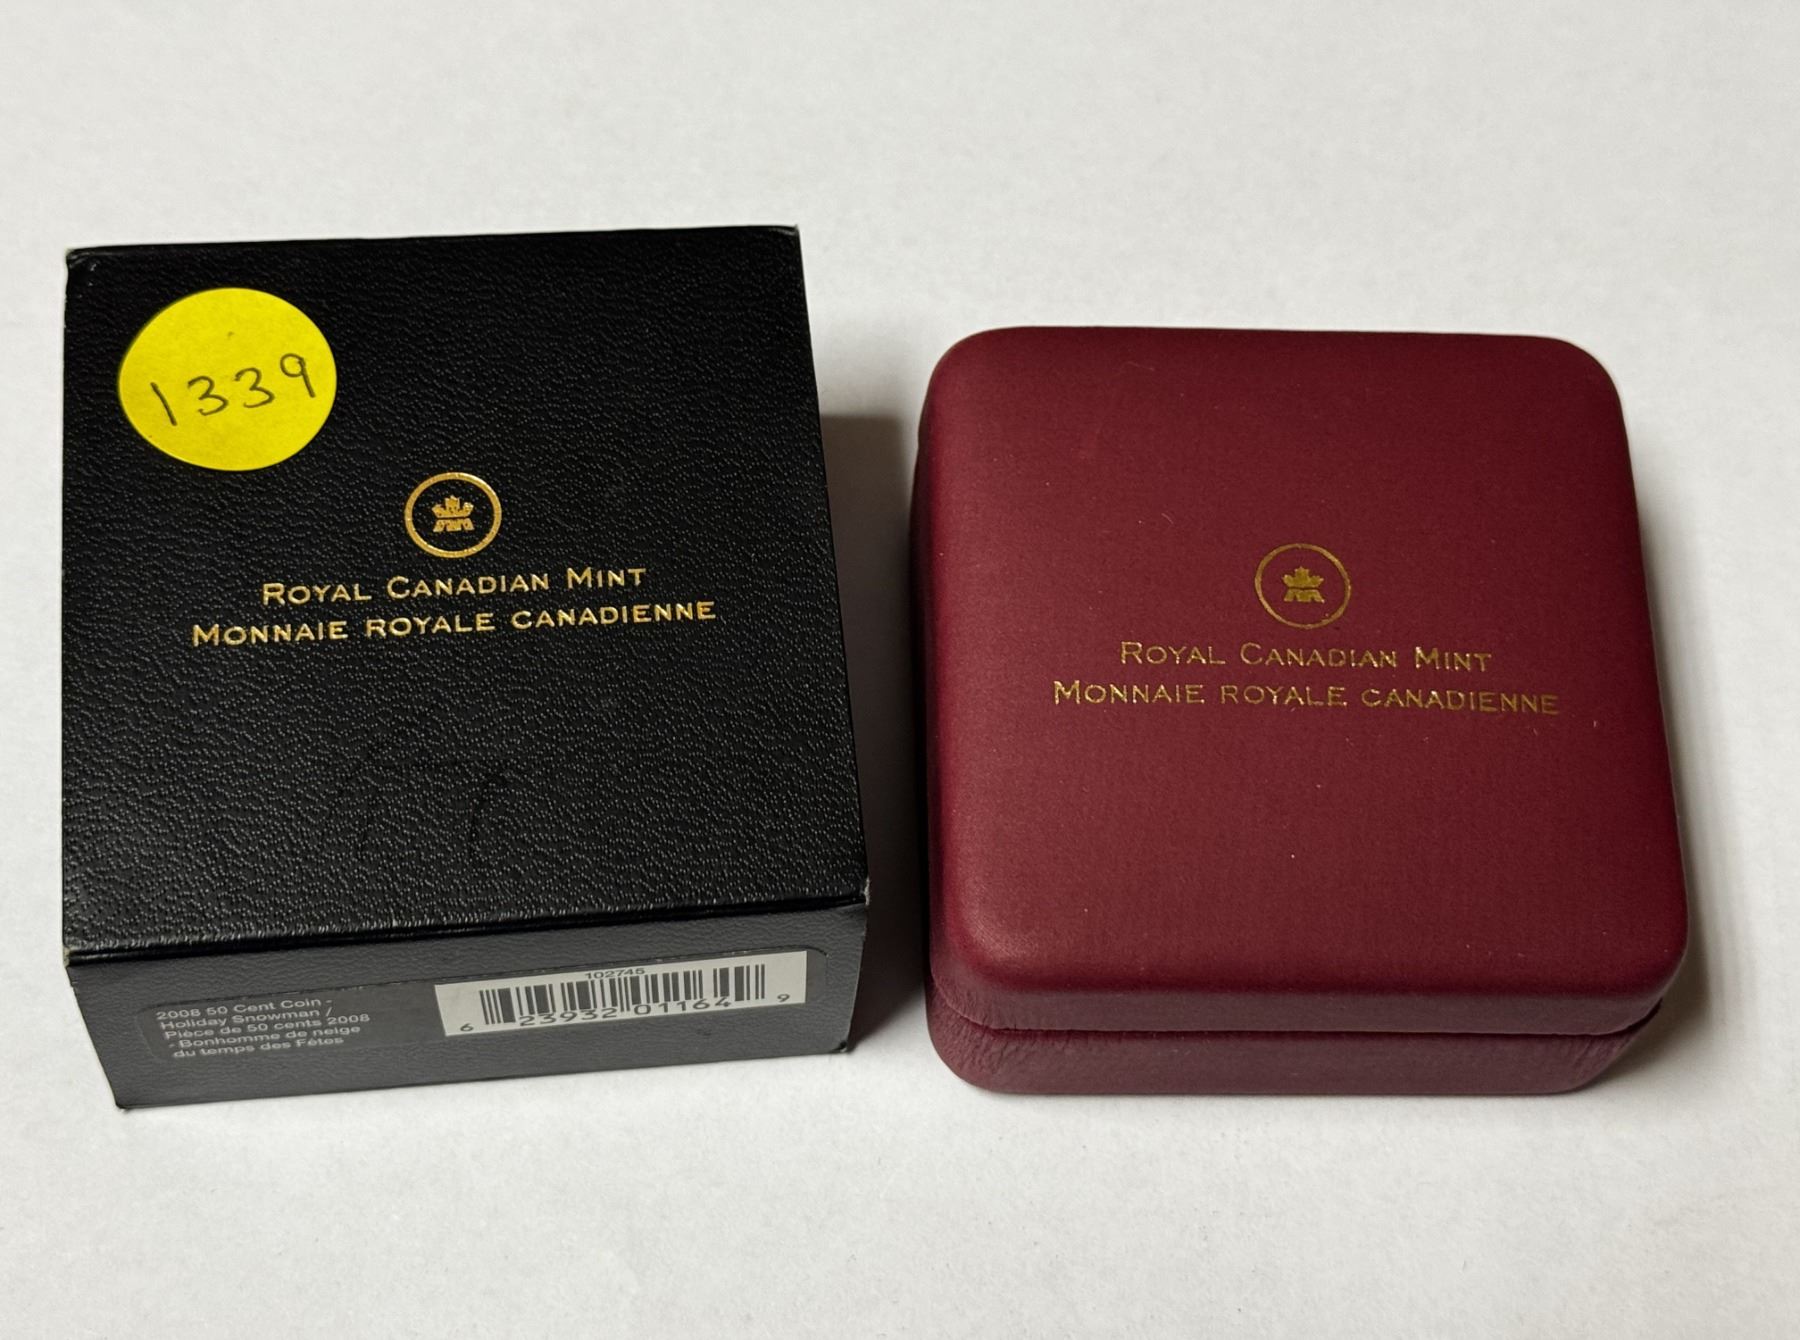 1339
ROYAL CANADIAN MINT
MONNAIE ROYALE CANADIENNE
2008 50 Cent Coin -
Holiday Snowman /
Pièce de 50 cents 2008
- Bonhomme de neige
du temps des Fêtes
102745
6 23932 01164 9
ROYAL CANADIAN MINT
MONNAIE ROYALE CANADIENNE